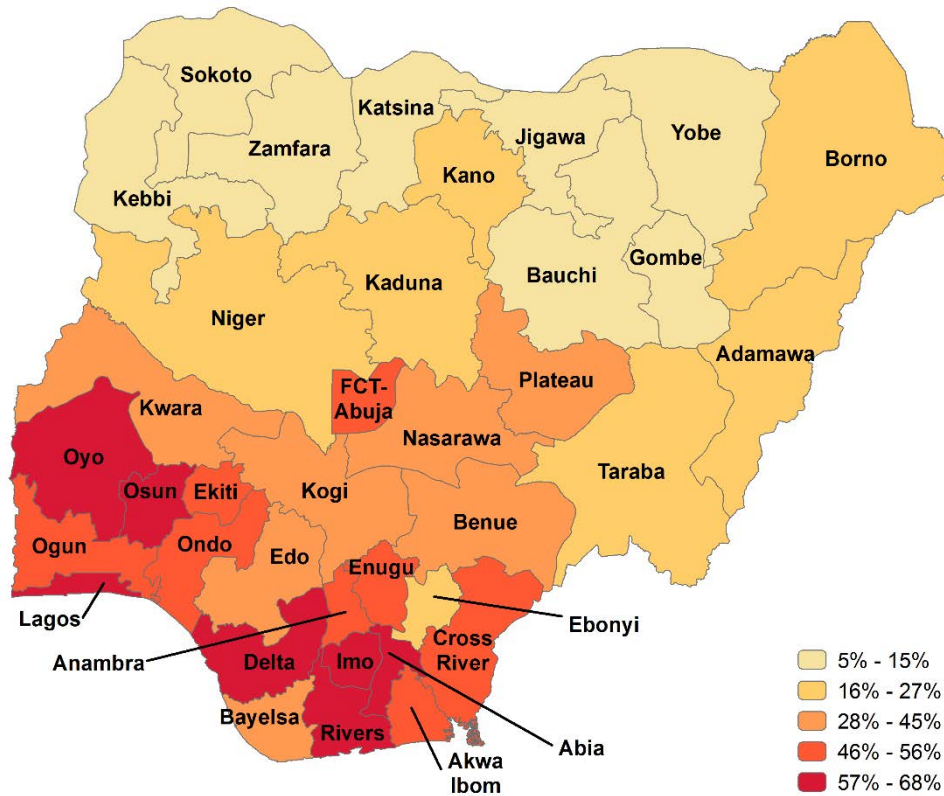 Sokoto
Katsina
Jigawa
Yobe
Zamfara
Borno
Kano
Kebbi
Gombe
Bauchi
Kaduna
Niger
Adamawa
FCT-
Abuja
Plateau
Kwara
Nasarawa
Oyo
Taraba
Osun
Ekiti
Kogi
Benue
Ogun
Ondo
Edo
Enugu
Lagos
Ebonyi
Anambra
Cross
River
Delta
Imo
Bayelsa
Rivers
Abia
Akwa
Ibom
5% - 15%
16% - 27%
28% - 45%
46% - 56%
57% - 68%